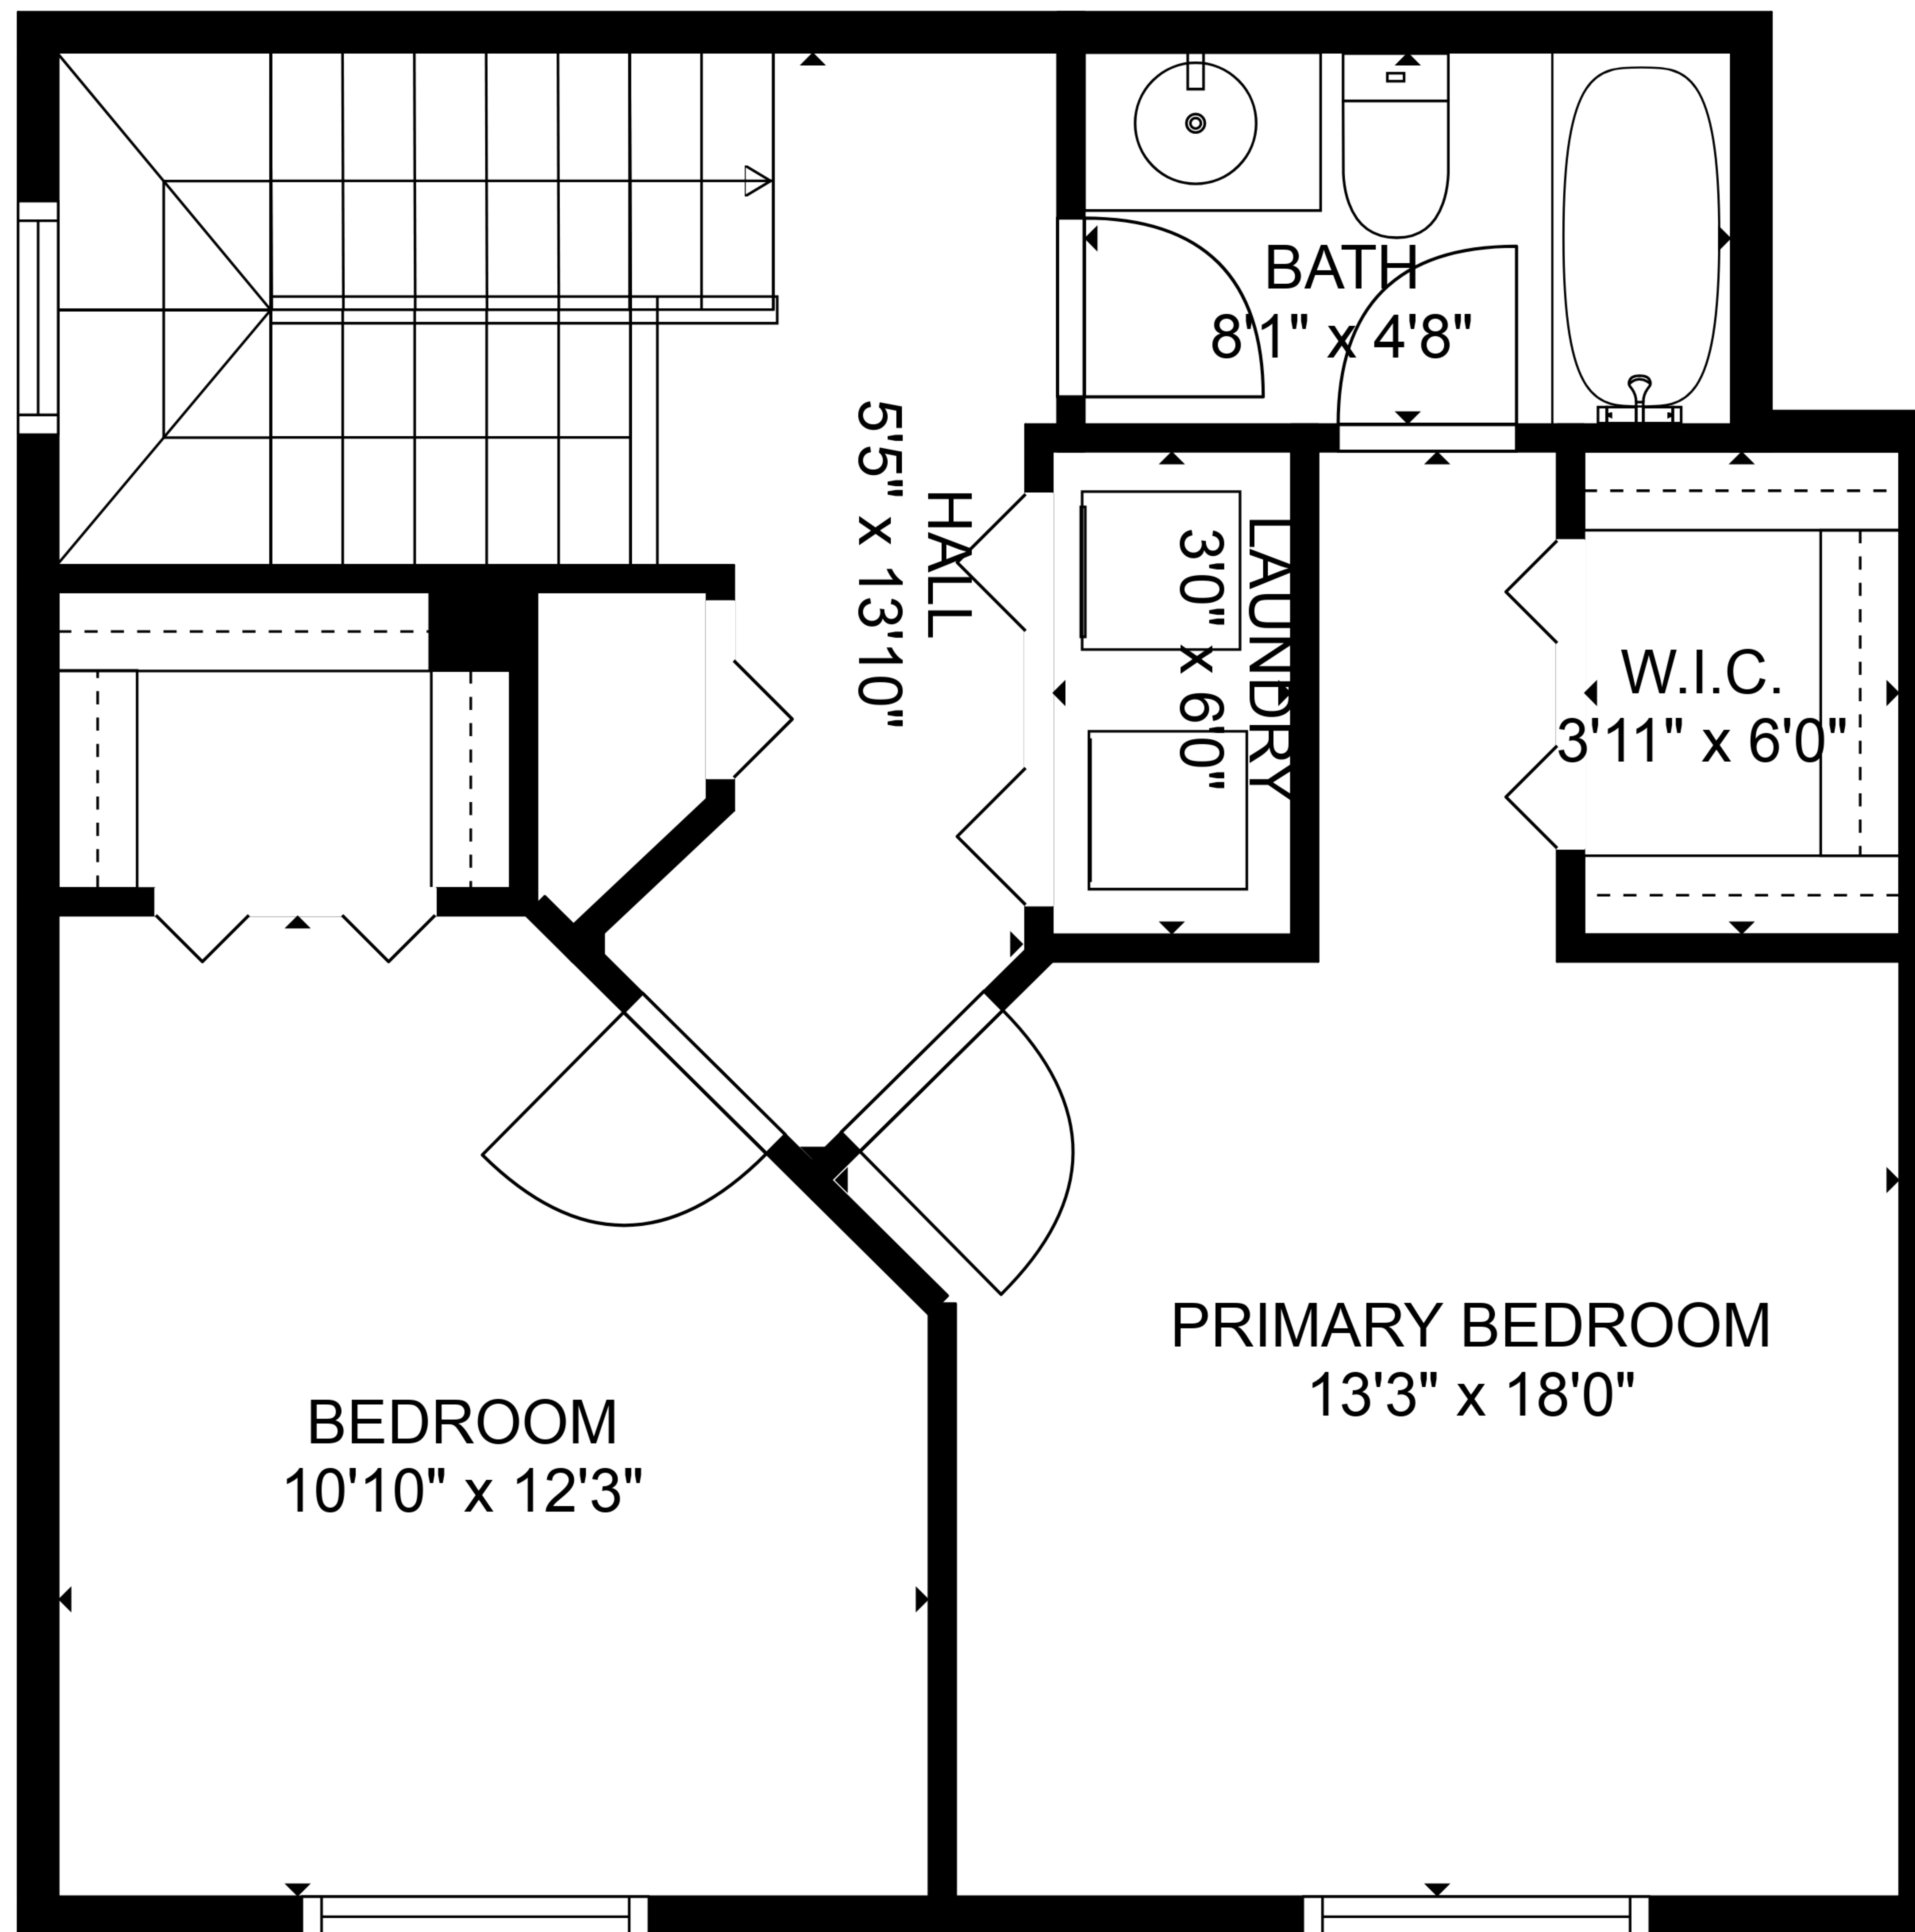 BATH
8'1" x 4'8"
HALL
5'5" x 13'10"
LAUNDRY
3'0" x 6'0"
W.I.C.
3'11" x 6'0"
PRIMARY BEDROOM
13'3" x 18'0"
BEDROOM
10'10" x 12'3"